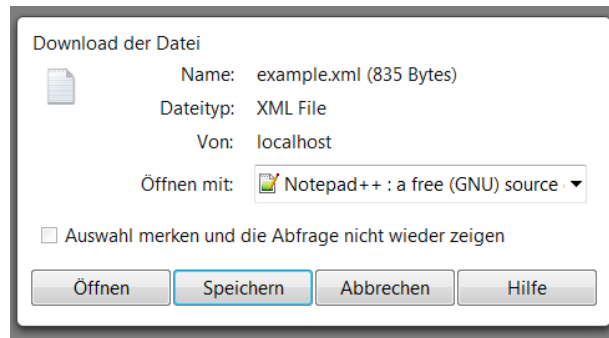 Download der Datei
Name: example.xml (835 Bytes)
Dateityp: XML File
Von: localhost
Öffnen mit: Notepad++ : a free (GNU) source
Auswahl merken und die Abfrage nicht wieder zeigen
Öffnen Speichern Abbrechen Hilfe